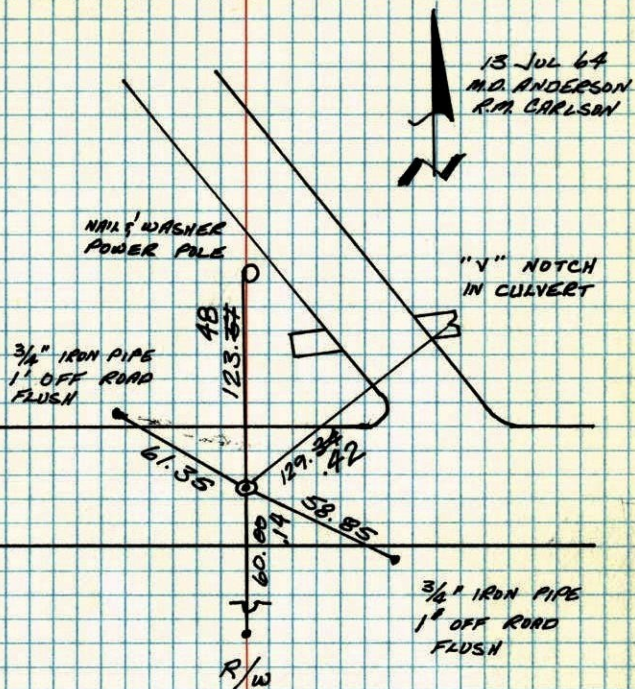 13 JUL 64
M.D. ANDERSON
R.M. CARLSON
NAIL & WASHER
POWER POLE
"V" NOTCH
IN CULVERT
48
123.67
3/4" IRON PIPE
1' OFF ROAD
FLUSH
61.35
129.34
.42
58.85
60.00
.14
3/4" IRON PIPE
1' OFF ROAD
FLUSH
R/W